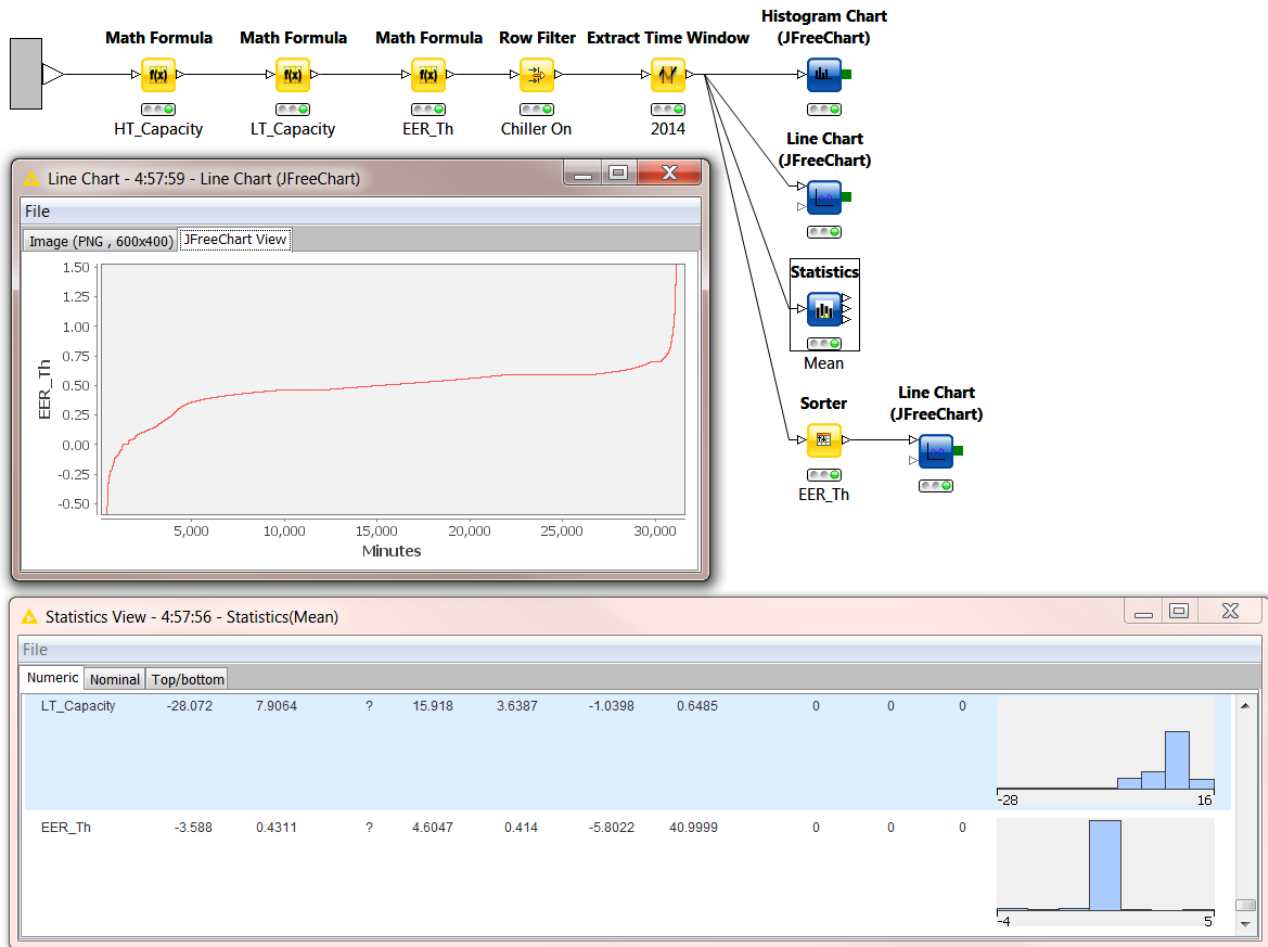 Histogram Chart
(JFreeChart)
Math Formula Math Formula Math Formula Row Filter Extract Time Window
f(x) f(x) f(x)
HT_Capacity LT_Capacity EER_Th Chiller On 2014
Line Chart
(JFreeChart)
Statistics
Mean
Sorter
EER_Th
Line Chart
(JFreeChart)
Line Chart - 4:57:59 - Line Chart (JFreeChart)
File
Image (PNG , 600x400) JFreeChart View
1.50
1.25
1.00
0.75
0.50
0.25
0.00
-0.25
-0.50
EER_Th
5,000 10,000 15,000 20,000 25,000 30,000
Minutes
Statistics View - 4:57:56 - Statistics(Mean)
File
Numeric Nominal Top/bottom
LT_Capacity -28.072 7.9064 ? 15.918 3.6387 -1.0398 0.6485 0 0 0
-28 16
EER_Th -3.588 0.4311 ? 4.6047 0.414 -5.8022 40.9999 0 0 0
-4 5